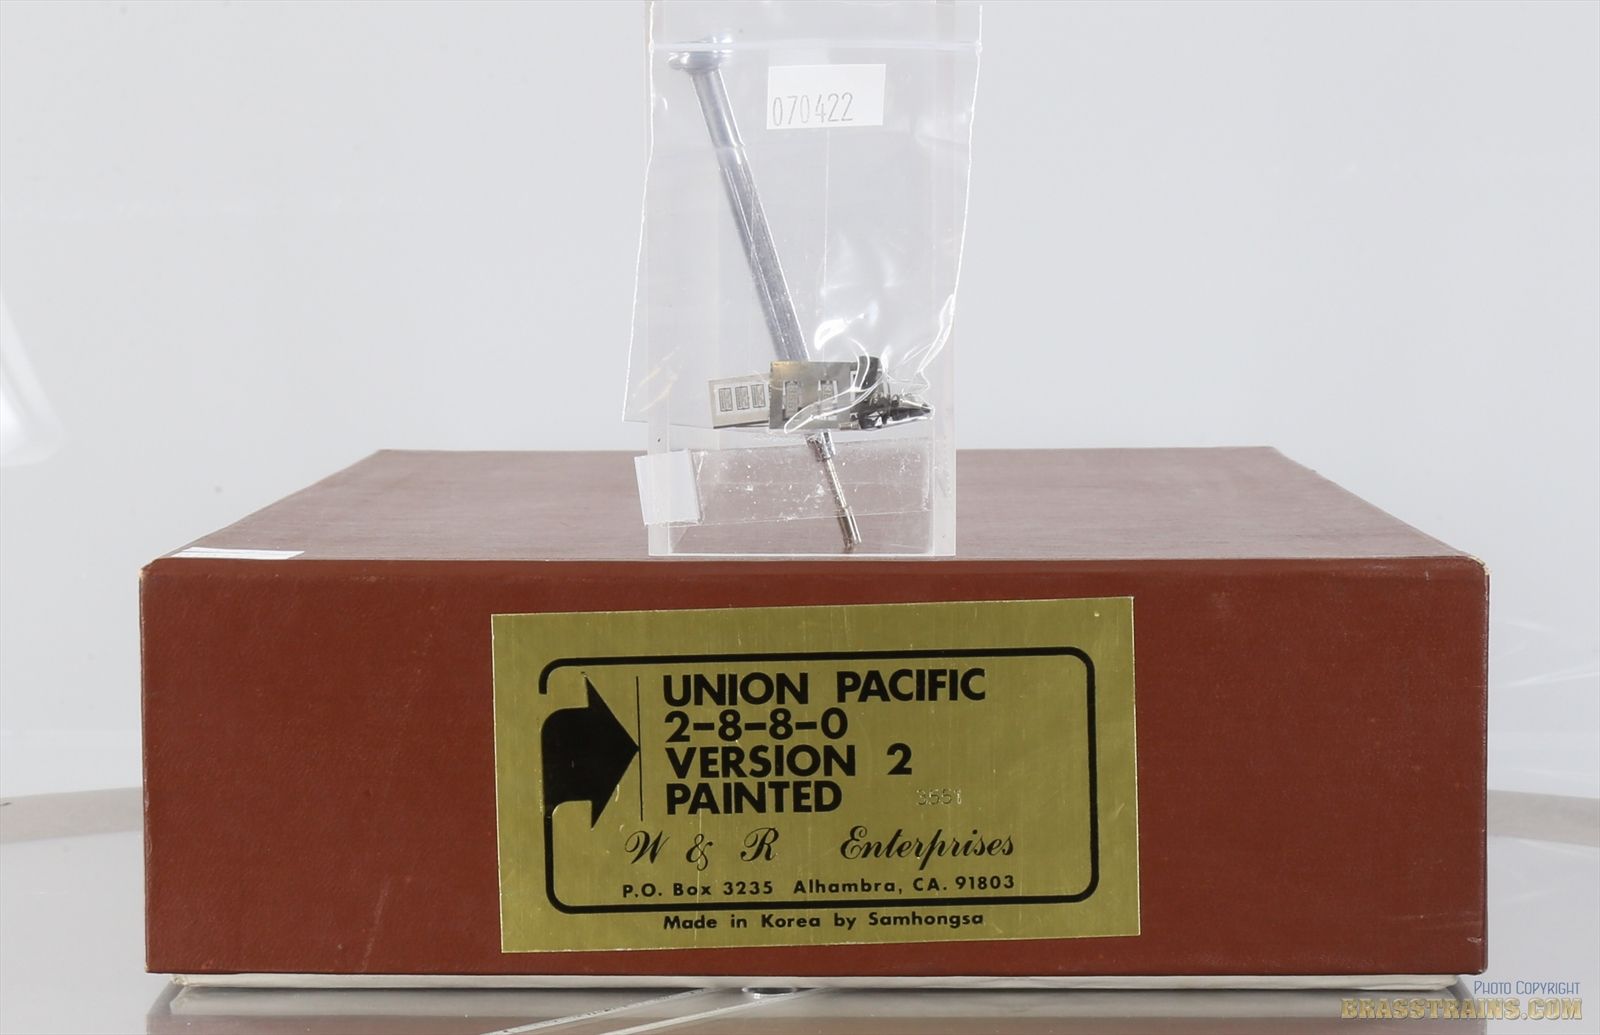 070422
UNION PACIFIC
2-8-8-0
VERSION 2
PAINTED 3551
W & R Enterprises
P.O. Box 3235 Alhambra, CA. 91803
Made in Korea by Samhongsa
PHOTO COPYRIGHT
BRASSTRAINS.COM